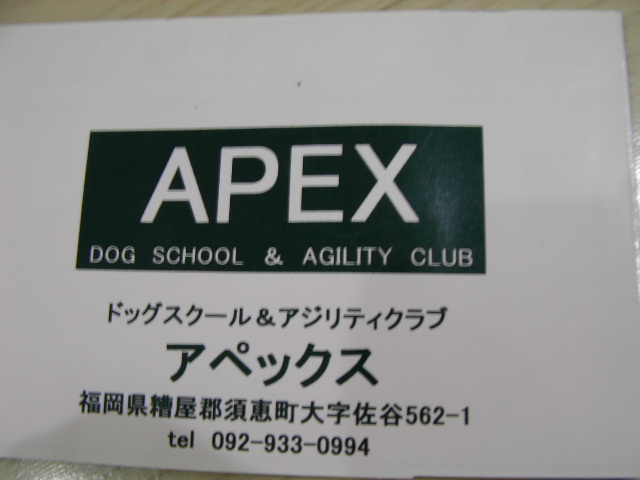 APEX
DOG SCHOOL & AGILITY CLUB
ドッグスクール&アジリティクラブ
アペックス
福岡県糟屋郡須恵町大字佐谷562-1
tel 092-933-0994